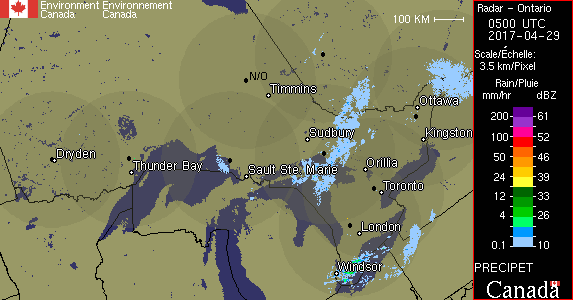 Environment Environnement
Canada Canada
100 KM
N/O
Timmins
Ottawa
Sudbury
Kingston
Dryden
Thunder Bay
Sault Ste. Marie
Orillia
Toronto
London
Windsor
Radar - Ontario
0500 UTC
2017-04-29
Scale/Échelle:
3.5 km/Pixel
Rain/Pluie
mm/hr dBZ
200 61
100 52
50 46
24 39
12 33
4 26
1 20
0.1 10
PRECIPET
Canada